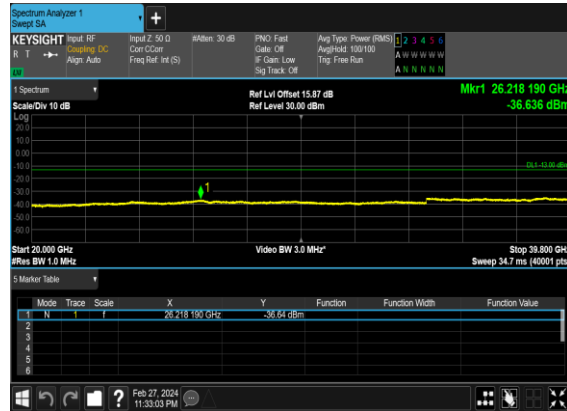 Spectrum Analyzer 1
Swept SA
+
KEYSIGHT
R T
Input: RF
Coupling: DC
Align: Auto
Input Z: 50 Ω
Corr CCorr
Freq Ref: Int (S)
#Atten: 30 dB
PNO: Fast
Gate: Off
IF Gain: Low
Sig Track: Off
Avg Type: Power (RMS)
Avg|Hold: 100/100
Trig: Free Run
1 2 3 4 5 6
A W W W W W
A N N N N N
1 Spectrum
Scale/Div 10 dB
Ref Lvl Offset 15.87 dB
Ref Level 30.00 dBm
Mkr1 26.218 190 GHz
-36.636 dBm
Log
20.0
10.0
0.00
-10.0
-20.0
-30.0
-40.0
-50.0
-60.0
DL1 -13.00 dBm
1
Start 20.000 GHz
#Res BW 1.0 MHz
Video BW 3.0 MHz*
Stop 39.800 GHz
Sweep 34.7 ms (40001 pts)
5 Marker Table
Mode Trace Scale X Y Function Function Width Function Value
1 N 1 f 26.218 190 GHz -36.64 dBm
2
3
4
5
6
?
Feb 27, 2024
11:33:03 PM